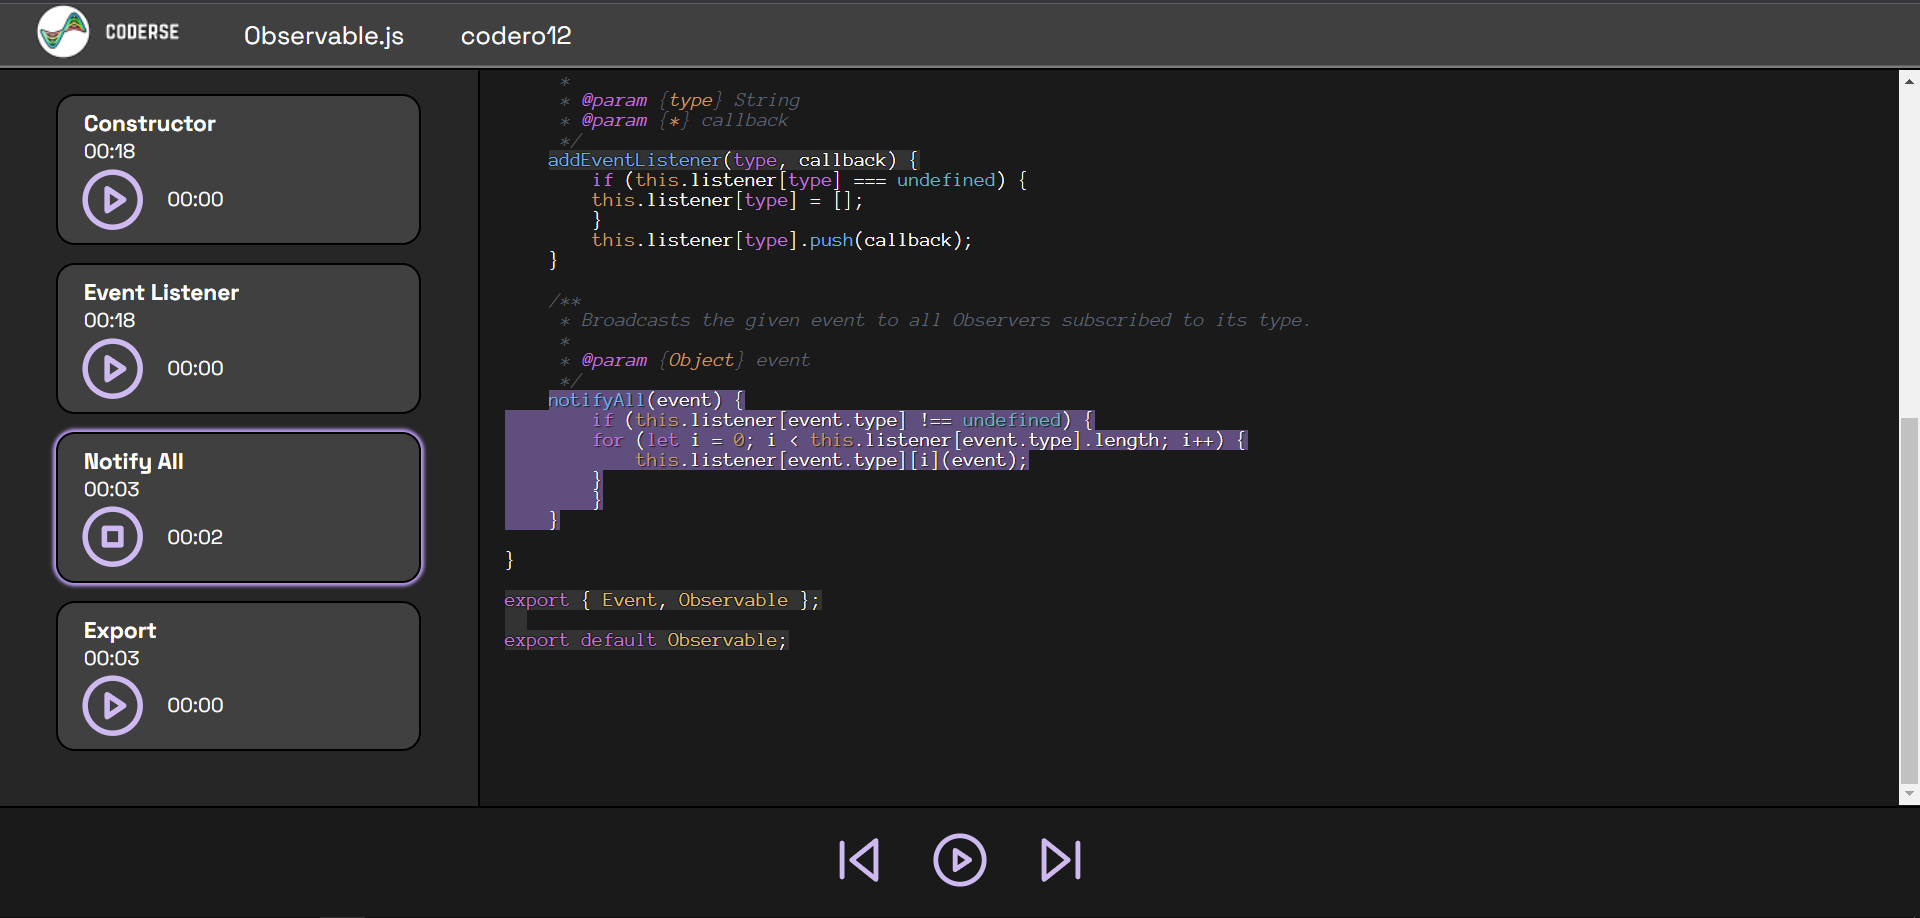 CODERSE Observable.js codero12
Constructor
00:18
00:00
Event Listener
00:18
00:00
Notify All
00:03
00:02
Export
00:03
00:00
     *
     * @param {type} String
     * @param {*} callback
     */
    addEventListener(type, callback) {
        if (this.listener[type] === undefined) {
        this.listener[type] = [];
        }
        this.listener[type].push(callback);
    }
    /**
     * Broadcasts the given event to all Observers subscribed to its type.
     *
     * @param {Object} event
     */
    notifyAll(event) {
        if (this.listener[event.type] !== undefined) {
        for (let i = 0; i < this.listener[event.type].length; i++) {
            this.listener[event.type][i](event);
        }
        }
    }
}
export { Event, Observable };
export default Observable;